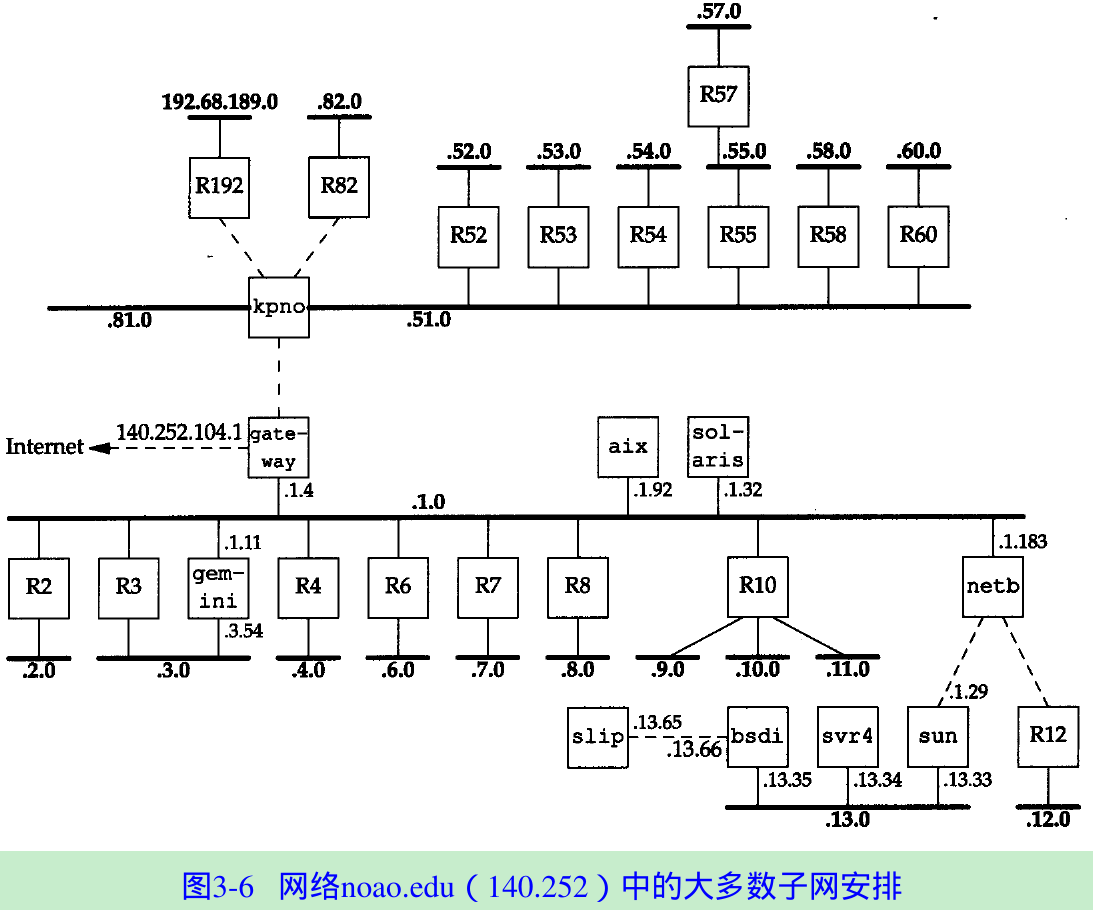 .57.0
R57
192.68.189.0 .82.0
.52.0 .53.0 .54.0 .55.0 .58.0 .60.0
R192 R82
R52 R53 R54 R55 R58 R60
kpno
.81.0 .51.0
Internet 140.252.104.1
gate-
way
aix
sol-
aris
.1.4 .1.92 .1.32
.1.0
.1.11 .1.183
R2 R3
gem-
ini
R4 R6 R7 R8 R10 netb
.3.54
.2.0 .3.0 .4.0 .6.0 .7.0 .8.0 .9.0 .10.0 .11.0
.1.29
slip .13.65
.13.66 bsdi svr4 sun R12
.13.35 .13.34 .13.33
.13.0 .12.0
图3-6 网络noao.edu（140.252）中的大多数子网安排